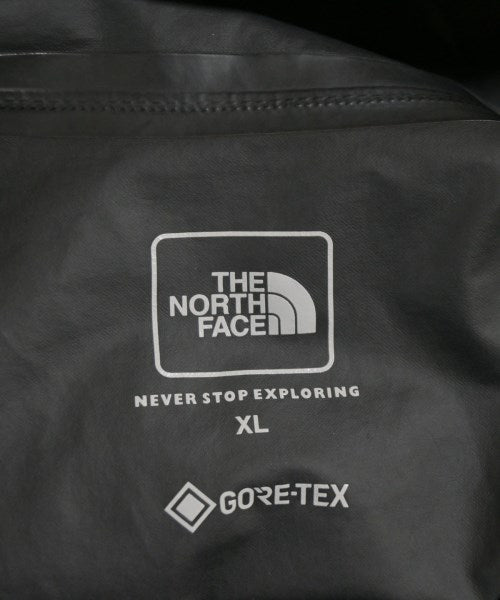 THE
NORTH
FACE
NEVER STOP EXPLORING
XL
GORE-TEX